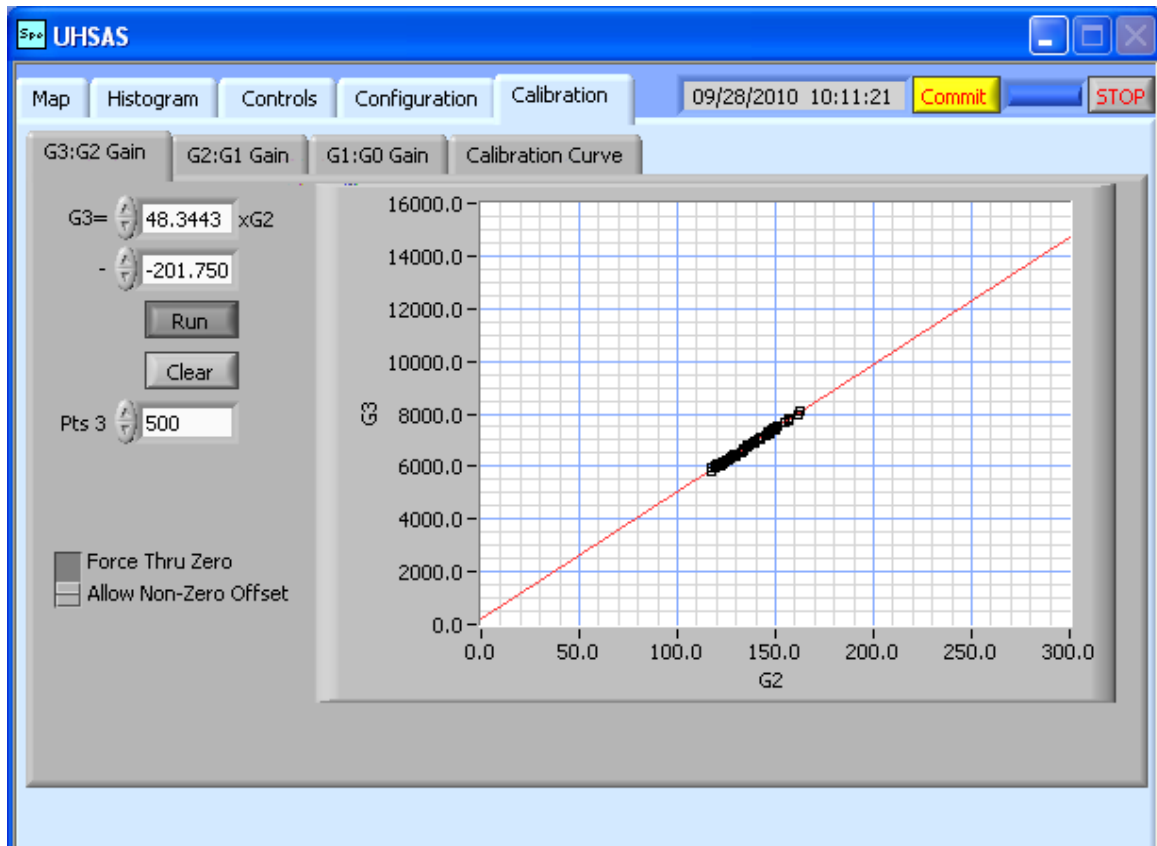 Spe UHSAS
Map Histogram Controls Configuration Calibration 09/28/2010 10:11:21 Commit STOP
G3:G2 Gain G2:G1 Gain G1:G0 Gain Calibration Curve
G3= 48.3443 xG2
- -201.750
Run
Clear
Pts 3 500
Force Thru Zero
Allow Non-Zero Offset
16000.0
14000.0
12000.0
10000.0
8000.0
6000.0
4000.0
2000.0
0.0
G3
0.0 50.0 100.0 150.0 200.0 250.0 300.0
G2